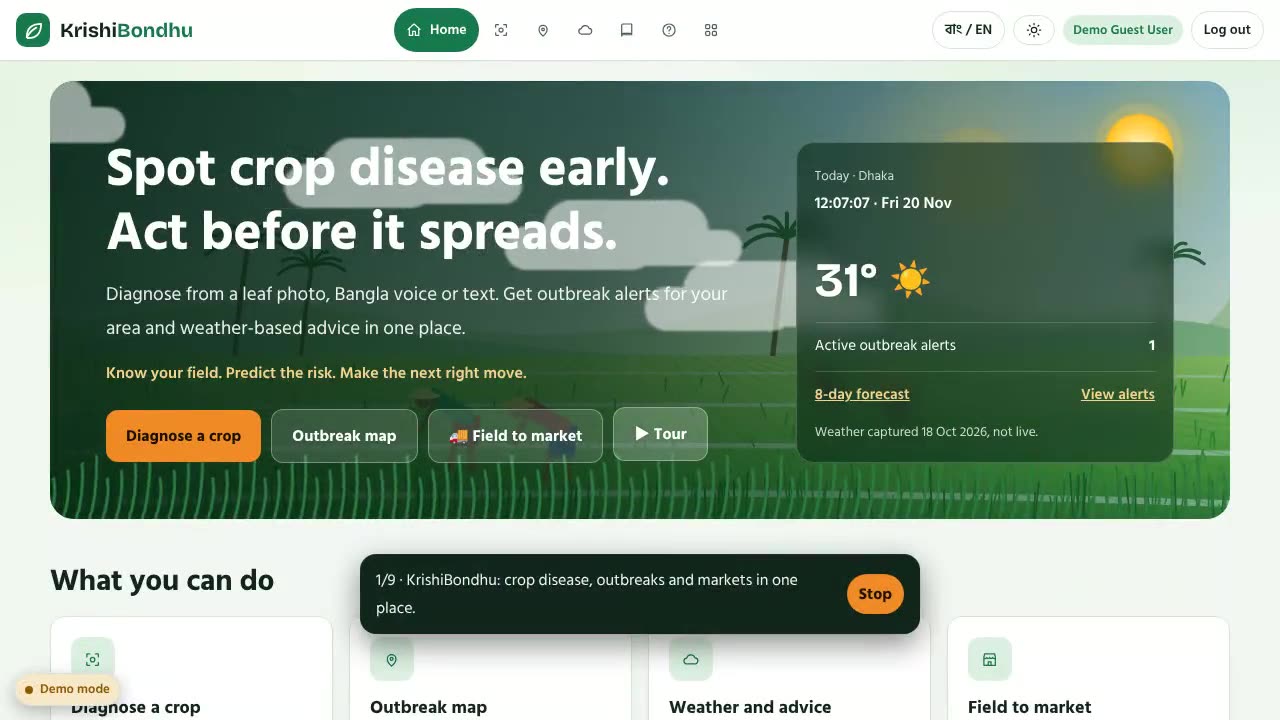 KrishiBondhu
Home
বাং / EN
Demo Guest User
Log out
Spot crop disease early.
Act before it spreads.
Diagnose from a leaf photo, Bangla voice or text. Get outbreak alerts for your
area and weather-based advice in one place.
Know your field. Predict the risk. Make the next right move.
Diagnose a crop
Outbreak map
🚚 Field to market
▶ Tour
Today · Dhaka
12:07:07 · Fri 20 Nov
31° ☀️
Active outbreak alerts 1
8-day forecast View alerts
Weather captured 18 Oct 2026, not live.
What you can do
1/9 · KrishiBondhu: crop disease, outbreaks and markets in one
place.
Stop
Demo mode
Diagnose a crop
Outbreak map
Weather and advice
Field to market